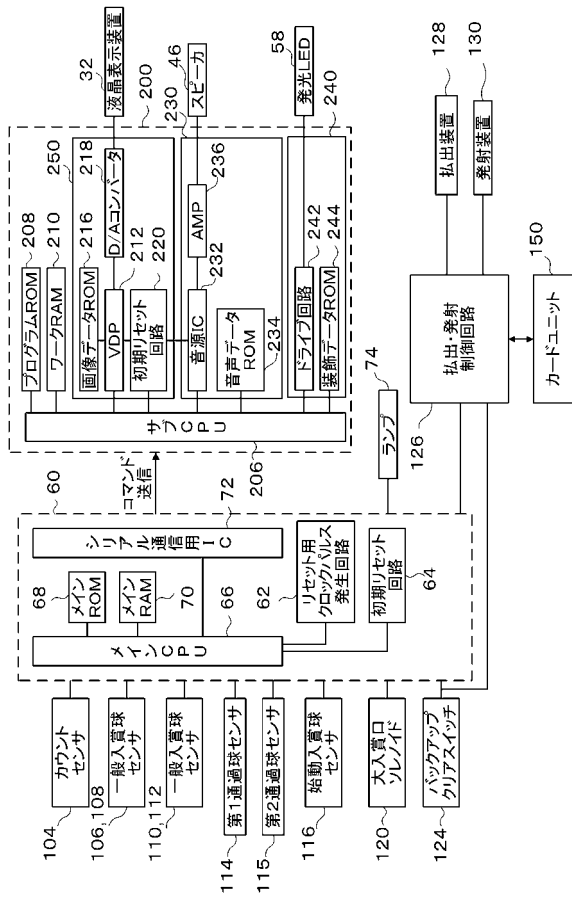 カウント
センサ
104
一般入賞球
センサ
106,108
一般入賞球
センサ
110,112
第1通過球センサ
114
第2通過球センサ
115
始動入賞球
センサ
116
大入賞口
ソレノイド
120
バックアップ
クリアスイッチ
124
60
メイン
ROM
68
メイン
RAM
70
メインCPU
66
シリアル通信用IC
72
リセット用
クロックパルス
発生回路
62
初期リセット
回路
64
コマンド
送信
ランプ
74
サブCPU
206
プログラムROM
208
ワークRAM
210
250
画像データROM
216
D/Aコンバータ
218
VDP
212
初期リセット
回路
220
200
230
音源IC
232
AMP
236
音声データ
ROM
234
ドライブ回路
242
装飾データROM
244
240
液晶表示装置
32
スピーカ
46
発光LED
58
払出・発射
制御回路
126
払出装置
128
発射装置
130
カードユニット
150